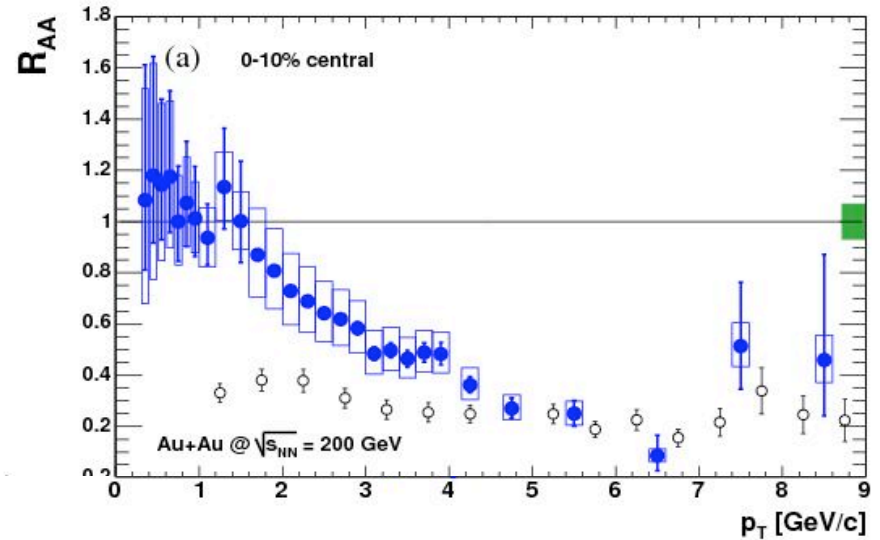 R_AA
1.8
1.6
1.4
1.2
1
0.8
0.6
0.4
0.2
(a) 0-10% central
Au+Au @ √s_NN = 200 GeV
0 1 2 3 4 5 6 7 8 9
p_T [GeV/c]